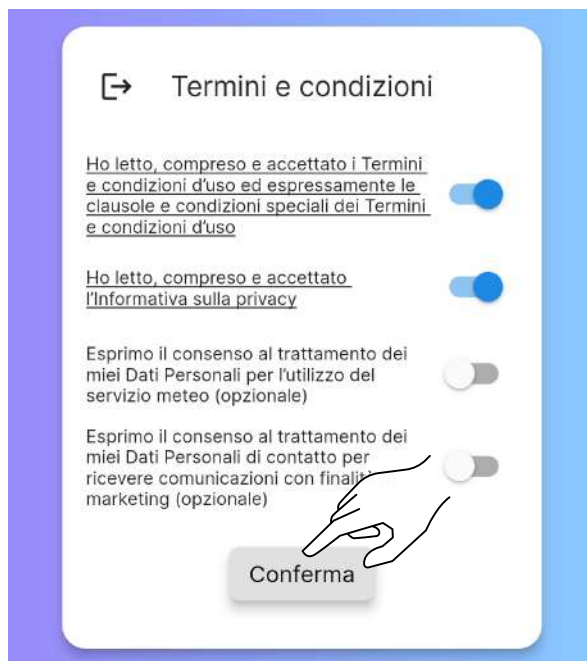 Termini e condizioni
Ho letto, compreso e accettato i Termini
e condizioni d'uso ed espressamente le
clausole e condizioni speciali dei Termini
e condizioni d'uso
Ho letto, compreso e accettato
l'Informativa sulla privacy
Esprimo il consenso al trattamento dei
miei Dati Personali per l'utilizzo del
servizio meteo (opzionale)
Esprimo il consenso al trattamento dei
miei Dati Personali di contatto per
ricevere comunicazioni con finalità
marketing (opzionale)
Conferma